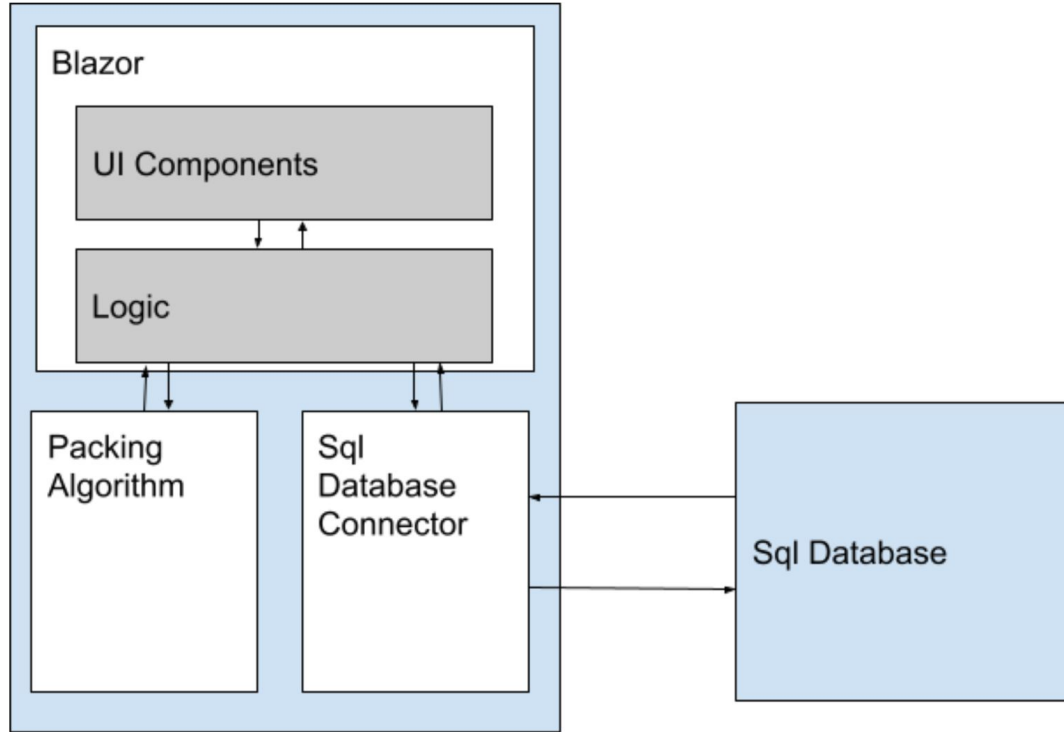 Blazor
UI Components
Logic
Packing
Algorithm
Sql
Database
Connector
Sql Database